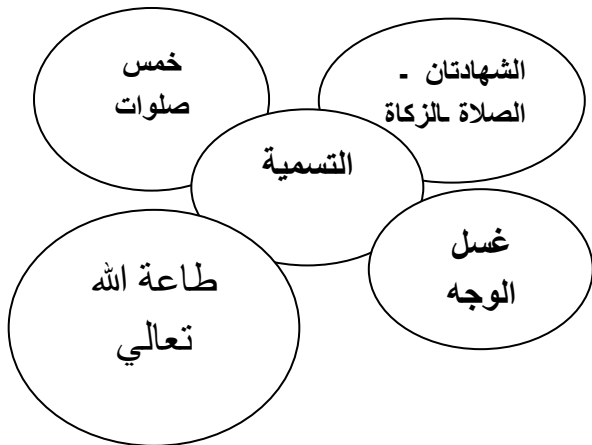 الشهادتان -
الصلاة -الزكاة
خمس
صلوات
التسمية
غسل
الوجه
طاعة الله
تعالي